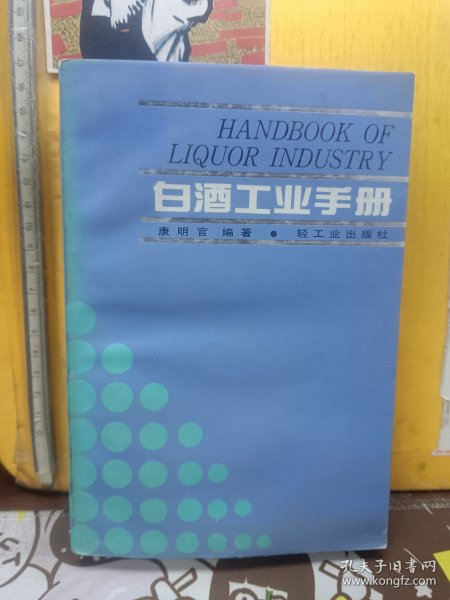 HANDBOOK OF
LIQUOR INDUSTRY
白酒工业手册
康明官 编著 ● 轻工业出版社
孔夫子旧书网
www.kongfz.com